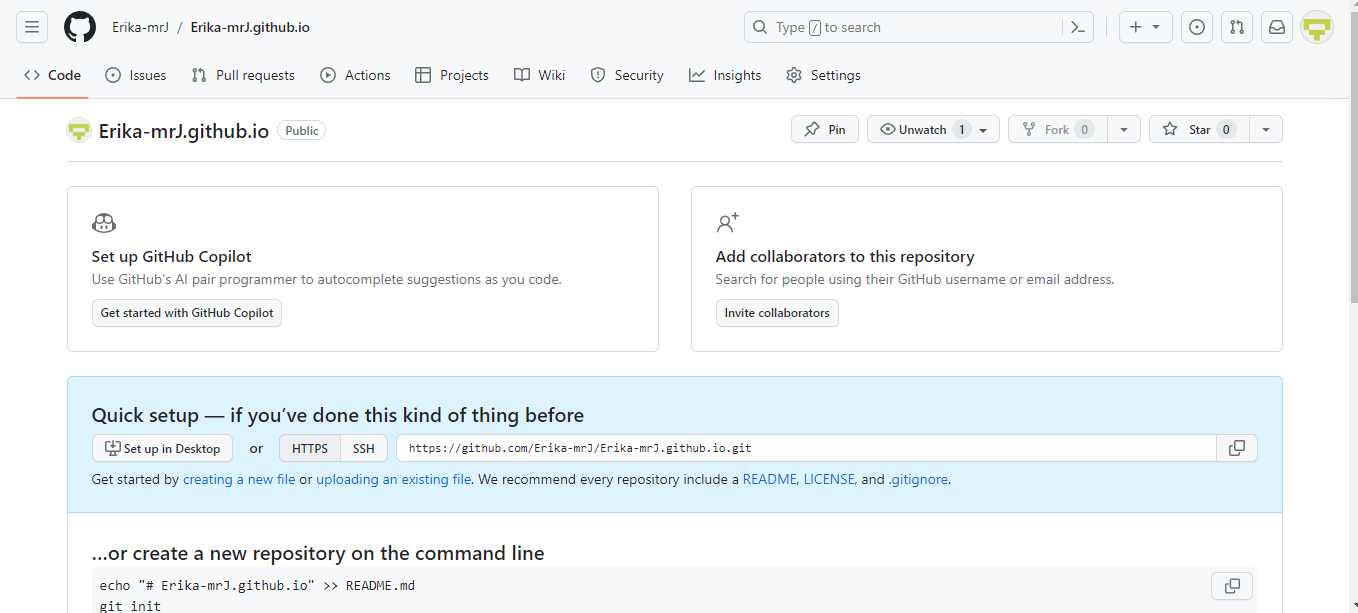 Erika-mrJ / Erika-mrJ.github.io Type / to search
Code Issues Pull requests Actions Projects Wiki Security Insights Settings
Erika-mrJ.github.io Public Pin Unwatch 1 Fork 0 Star 0
Set up GitHub Copilot
Use GitHub's AI pair programmer to autocomplete suggestions as you code.
Get started with GitHub Copilot
Add collaborators to this repository
Search for people using their GitHub username or email address.
Invite collaborators
Quick setup — if you’ve done this kind of thing before
Set up in Desktop or HTTPS SSH https://github.com/Erika-mrJ/Erika-mrJ.github.io.git
Get started by creating a new file or uploading an existing file. We recommend every repository include a README, LICENSE, and .gitignore.
…or create a new repository on the command line
echo "# Erika-mrJ.github.io" >> README.md
git init